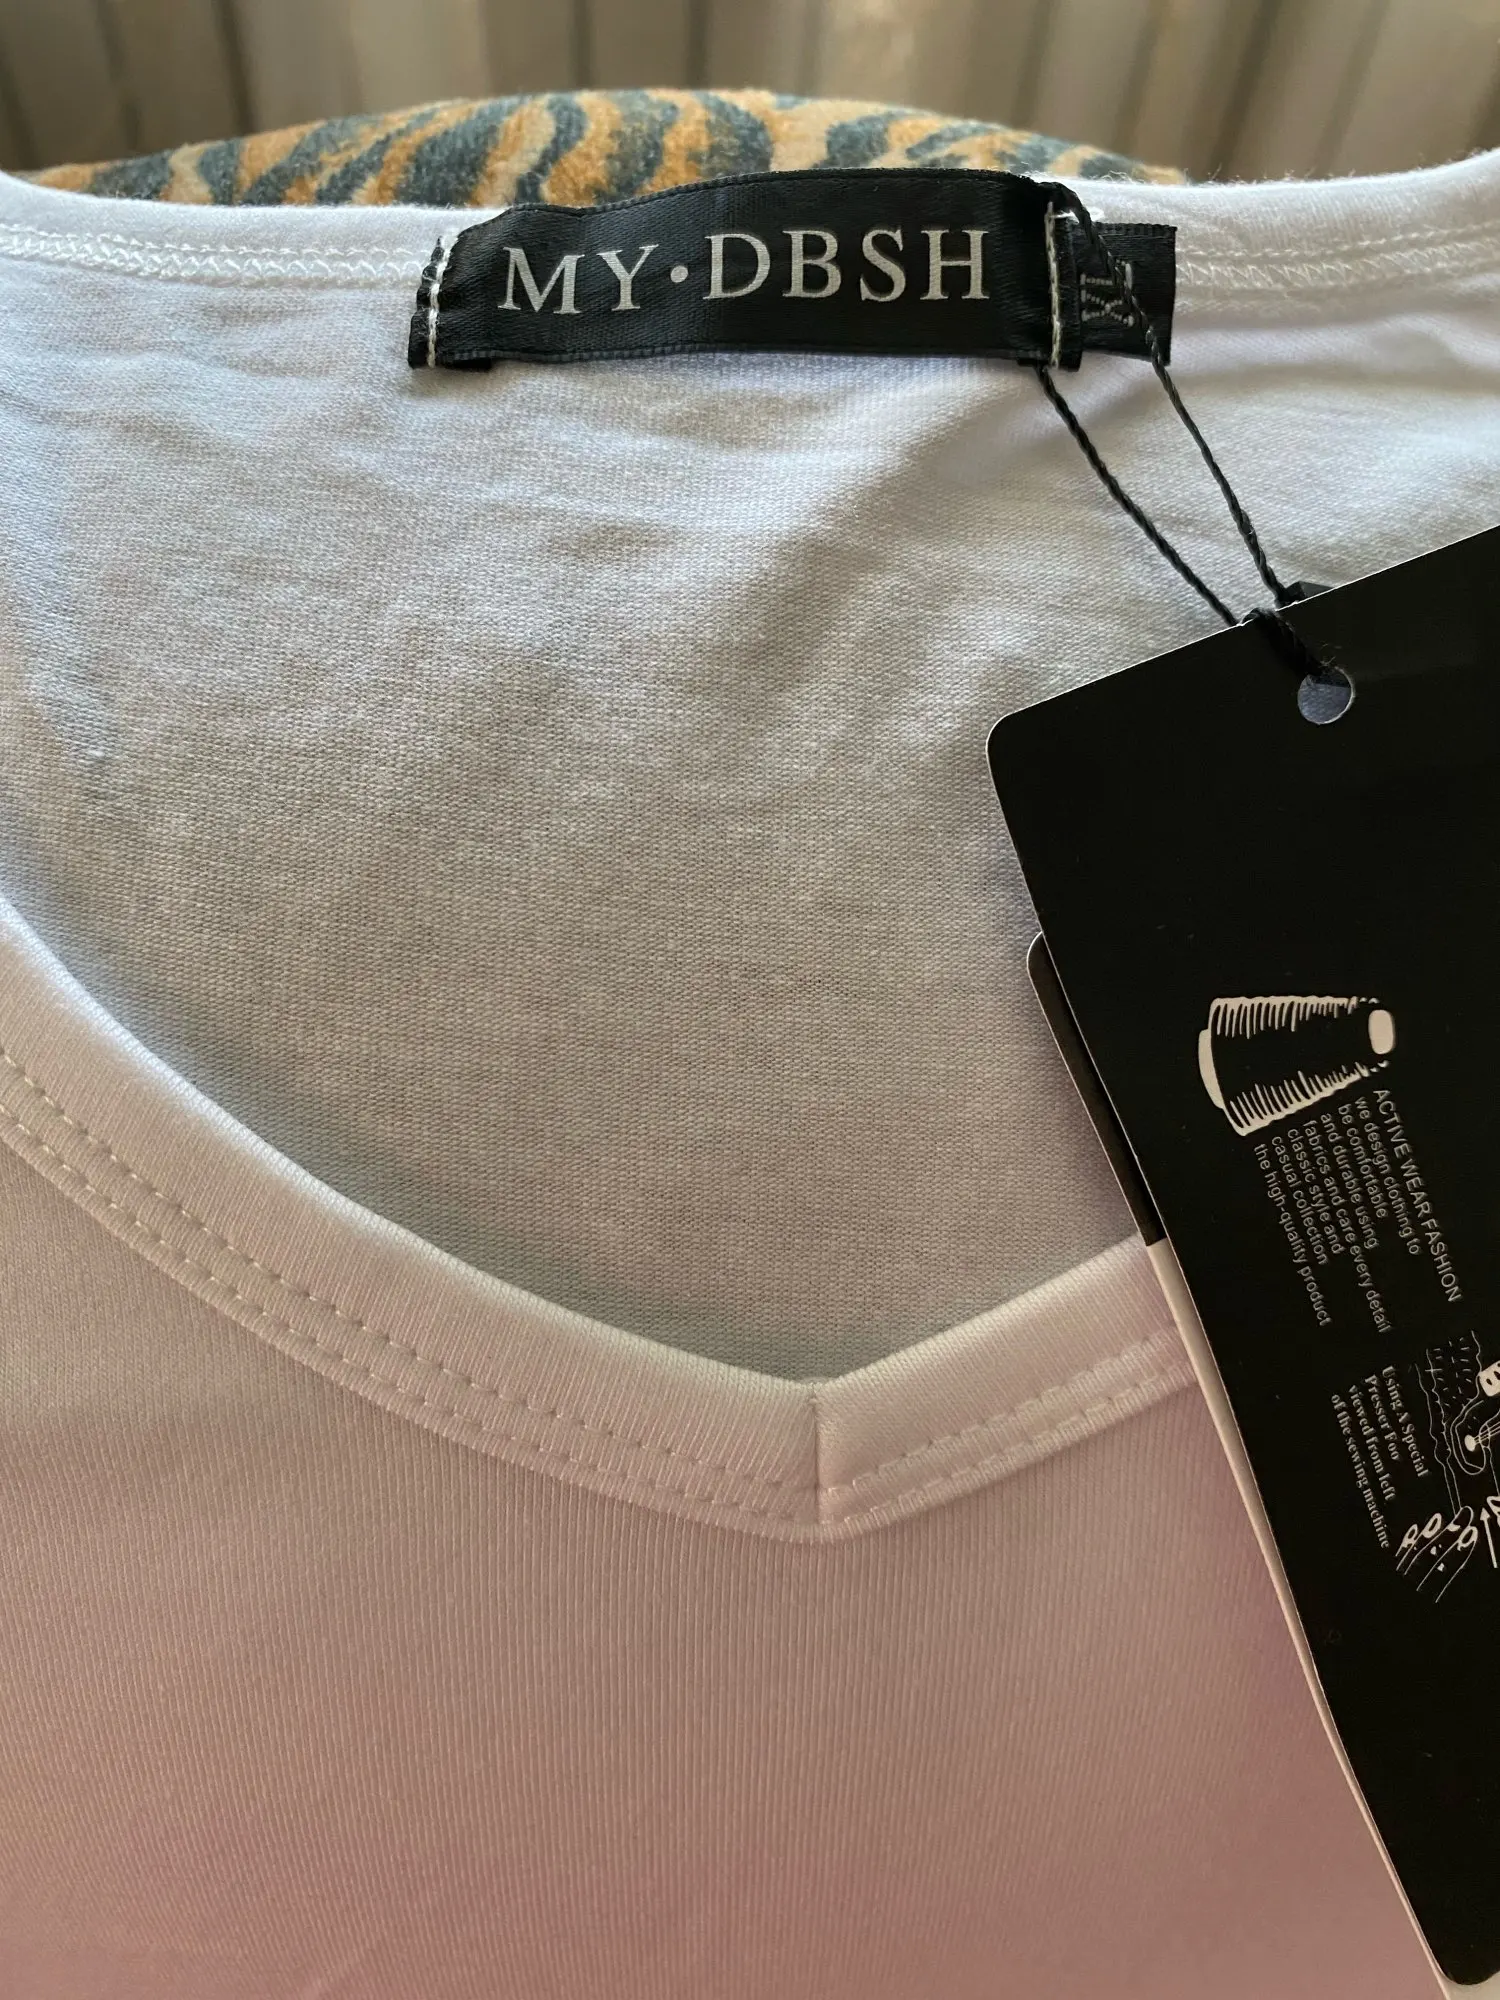 MY·DBSH
ACTIVE WEAR FASHION
we design clothing to
be comfortable
and durable using
fabrics and care every detail
classic style and
casual collection
the high-quality product
Using A Special
Presser Foo
viewed from left
of the sewing machine